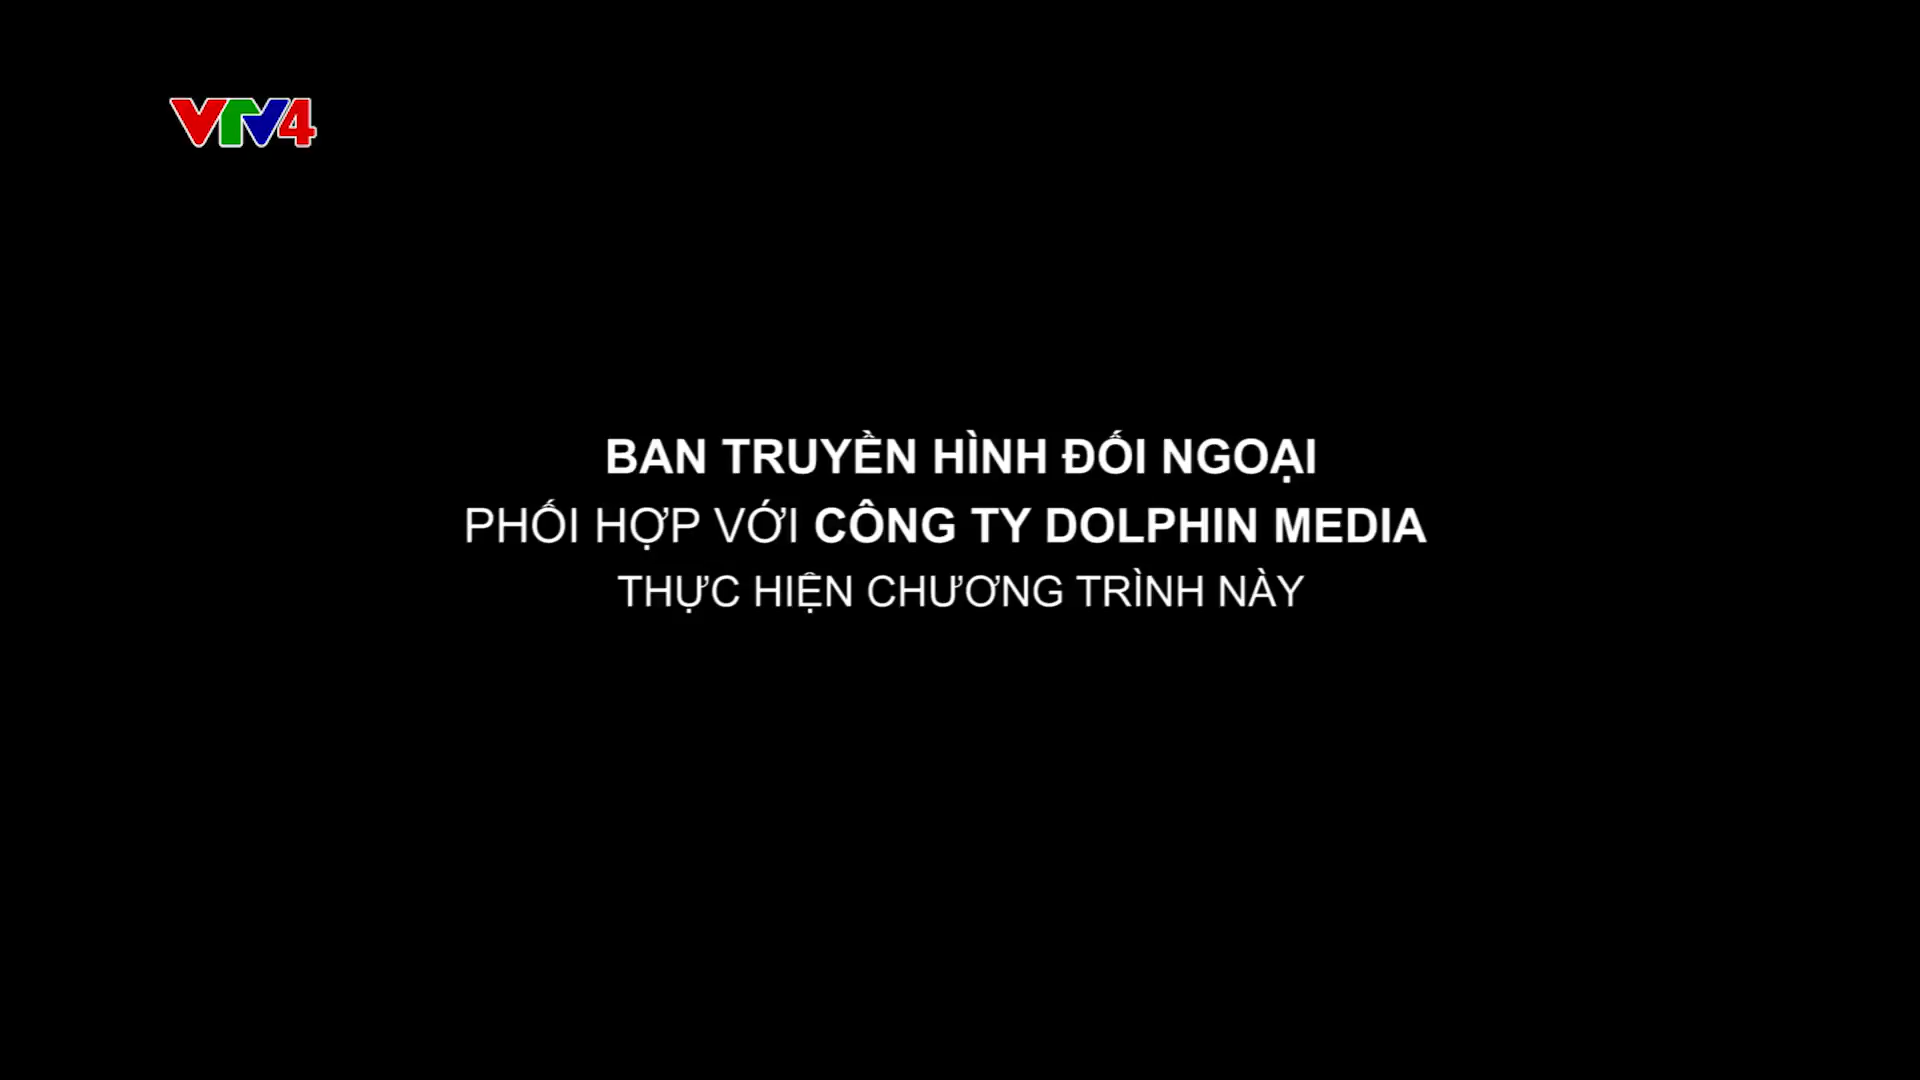 VTV4
BAN TRUYỀN HÌNH ĐỐI NGOẠI
PHỐI HỢP VỚI CÔNG TY DOLPHIN MEDIA
THỰC HIỆN CHƯƠNG TRÌNH NÀY